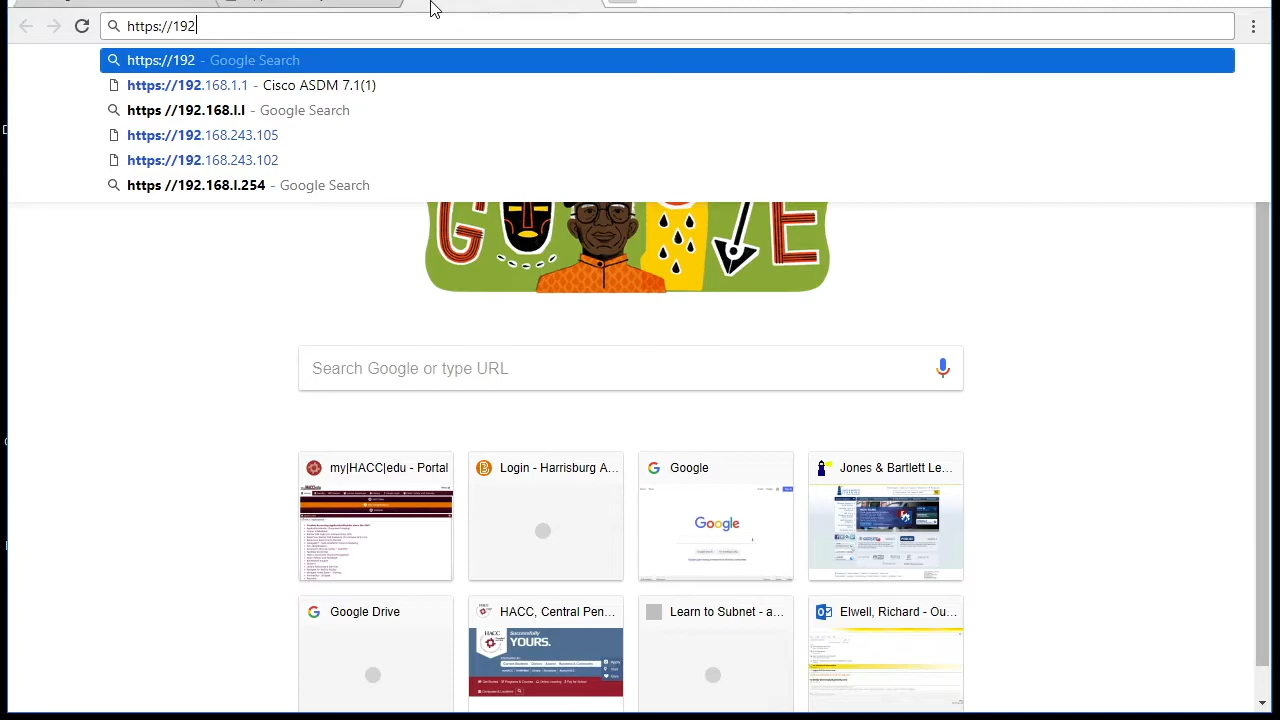 https://192
https://192 - Google Search
https://192.168.1.1 - Cisco ASDM 7.1(1)
https //192.168.l.l - Google Search
https://192.168.243.105
https://192.168.243.102
https //192.168.l.254 - Google Search
Search Google or type URL
my|HACC|edu - Portal
Login - Harrisburg A...
Google
Jones & Bartlett Le...
Google
Google Drive
HACC, Central Pen...
Learn to Subnet - a...
Elwell, Richard - Ou...
HACC
Successfully
YOURS.